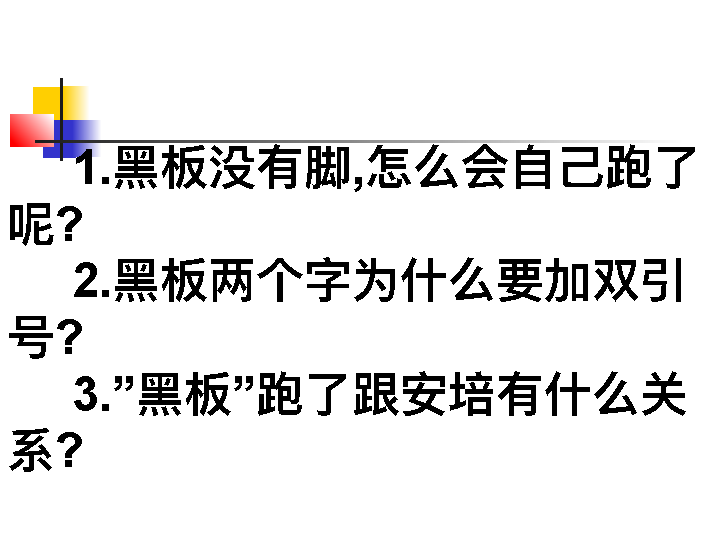 1.黑板没有脚,怎么会自己跑了
呢?
2.黑板两个字为什么要加双引
号?
3.”黑板”跑了跟安培有什么关
系?